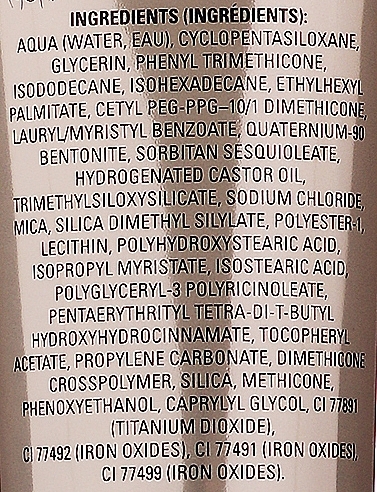 INGREDIENTS (INGRÉDIENTS):
AQUA (WATER, EAU), CYCLOPENTASILOXANE,
GLYCERIN, PHENYL TRIMETHICONE,
ISODODECANE, ISOHEXADECANE, ETHYLHEXYL
PALMITATE, CETYL PEG-PPG–10/1 DIMETHICONE,
LAURYL/MYRISTYL BENZOATE, QUATERNIUM-90
BENTONITE, SORBITAN SESQUIOLEATE,
HYDROGENATED CASTOR OIL,
TRIMETHYLSILOXYSILICATE, SODIUM CHLORIDE,
MICA, SILICA DIMETHYL SILYLATE, POLYESTER-1,
LECITHIN, POLYHYDROXYSTEARIC ACID,
ISOPROPYL MYRISTATE, ISOSTEARIC ACID,
POLYGLYCERYL-3 POLYRICINOLEATE,
PENTAERYTHRITYL TETRA-DI-T-BUTYL
HYDROXYHYDROCINNAMATE, TOCOPHERYL
ACETATE, PROPYLENE CARBONATE, DIMETHICONE
CROSSPOLYMER, SILICA, METHICONE,
PHENOXYETHANOL, CAPRYLYL GLYCOL, CI 77891
(TITANIUM DIOXIDE),
CI 77492 (IRON OXIDES), CI 77491 (IRON OXIDES),
CI 77499 (IRON OXIDES).